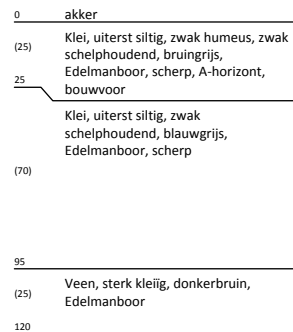 0 akker
(25) Klei, uiterst siltig, zwak humeus, zwak
schelphoudend, bruingrijs,
Edelmanboor, scherp, A-horizont,
25 bouwvoor
Klei, uiterst siltig, zwak
schelphoudend, blauwgrijs,
Edelmanboor, scherp
(70)
95
(25) Veen, sterk kleiïg, donkerbruin,
Edelmanboor
120